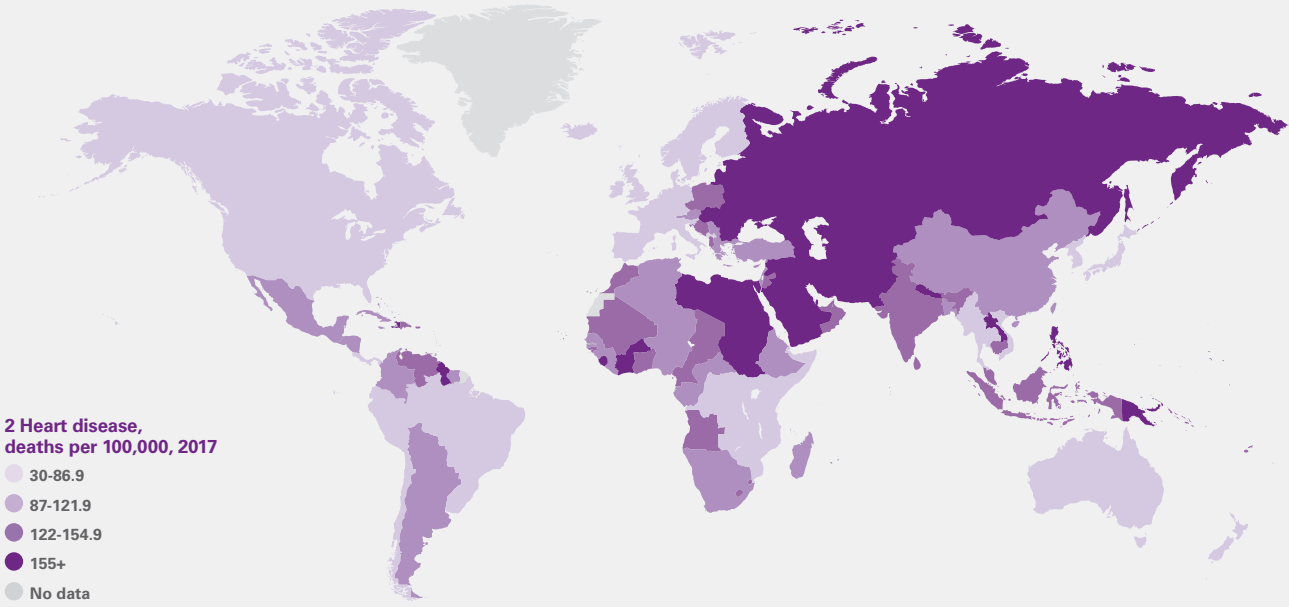 2 Heart disease,
deaths per 100,000, 2017
30-86.9
87-121.9
122-154.9
155+
No data